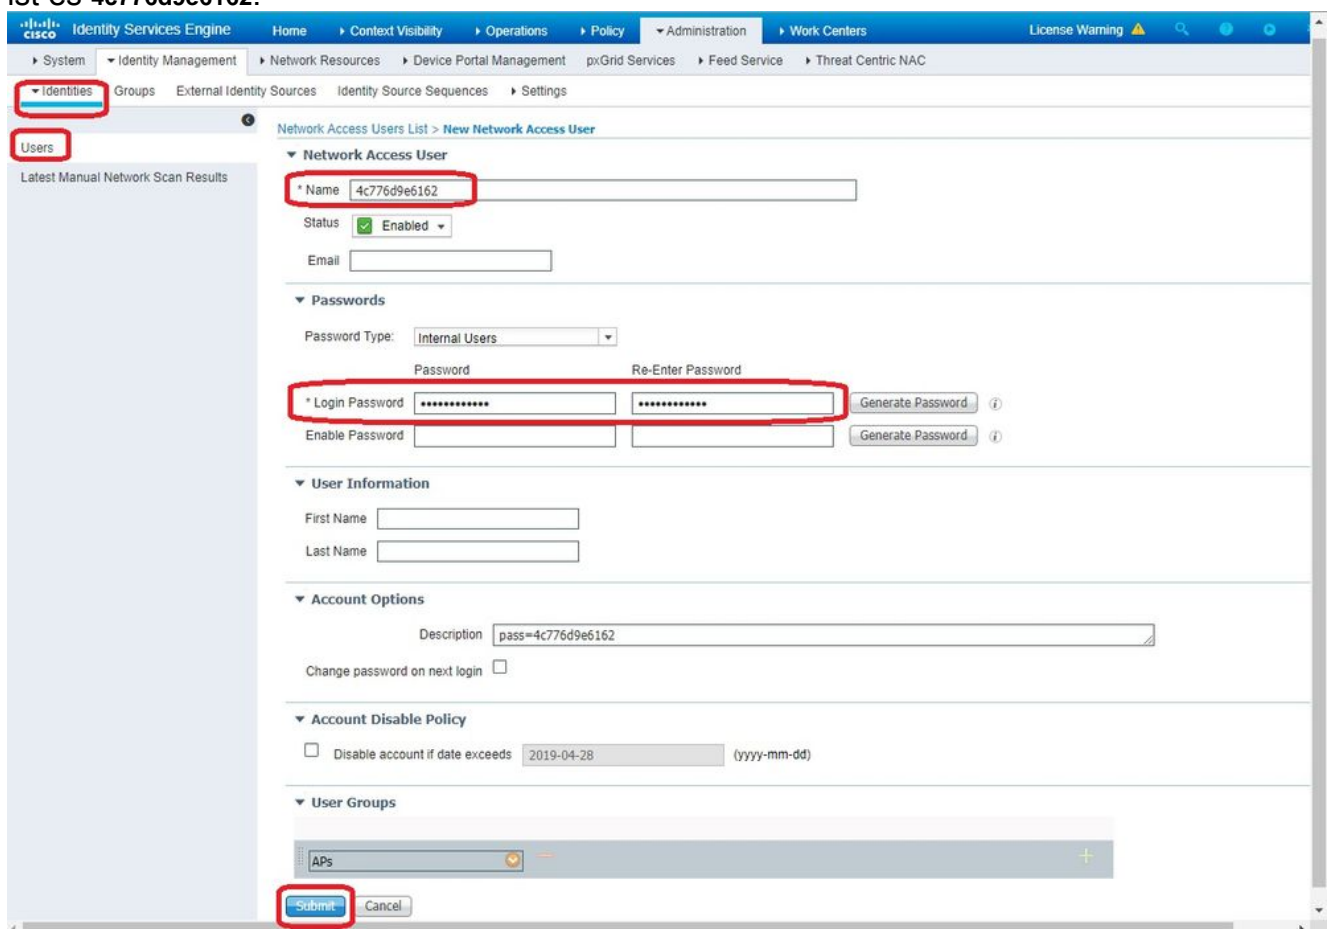 ist es 4c776d9e6162.
cisco Identity Services Engine Home Context Visibility Operations Policy Administration Work Centers License Warning
System Identity Management Network Resources Device Portal Management pxGrid Services Feed Service Threat Centric NAC
Identities Groups External Identity Sources Identity Source Sequences Settings
Users
Latest Manual Network Scan Results
Network Access Users List > New Network Access User
Network Access User
* Name 4c776d9e6162
Status Enabled
Email
Passwords
Password Type: Internal Users
Password Re-Enter Password
* Login Password •••••••••••• •••••••••••• Generate Password i
Enable Password Generate Password i
User Information
First Name
Last Name
Account Options
Description pass=4c776d9e6162
Change password on next login
Account Disable Policy
Disable account if date exceeds 2019-04-28 (yyyy-mm-dd)
User Groups
APs
Submit Cancel